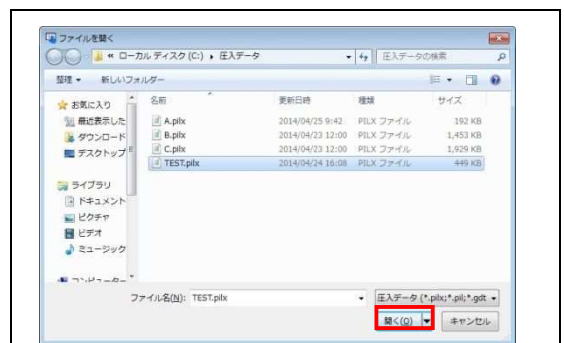 ファイルを開く
« ローカル ディスク (C:) ▸ 圧入データ
圧入データの検索
整理 ▾ 新しいフォルダー
お気に入り
最近表示した
ダウンロード
デスクトップ
ライブラリ
ドキュメント
ピクチャ
ビデオ
ミュージック
コンピューター
名前 更新日時 種類 サイズ
A.pilx 2014/04/25 9:42 PILX ファイル 192 KB
B.pilx 2014/04/23 12:00 PILX ファイル 1,453 KB
C.pilx 2014/04/23 12:00 PILX ファイル 1,929 KB
TEST.pilx 2014/04/24 16:08 PILX ファイル 449 KB
ファイル名(N): TEST.pilx
圧入データ (*.pilx;*.pil;*.gdt
開く(O) キャンセル